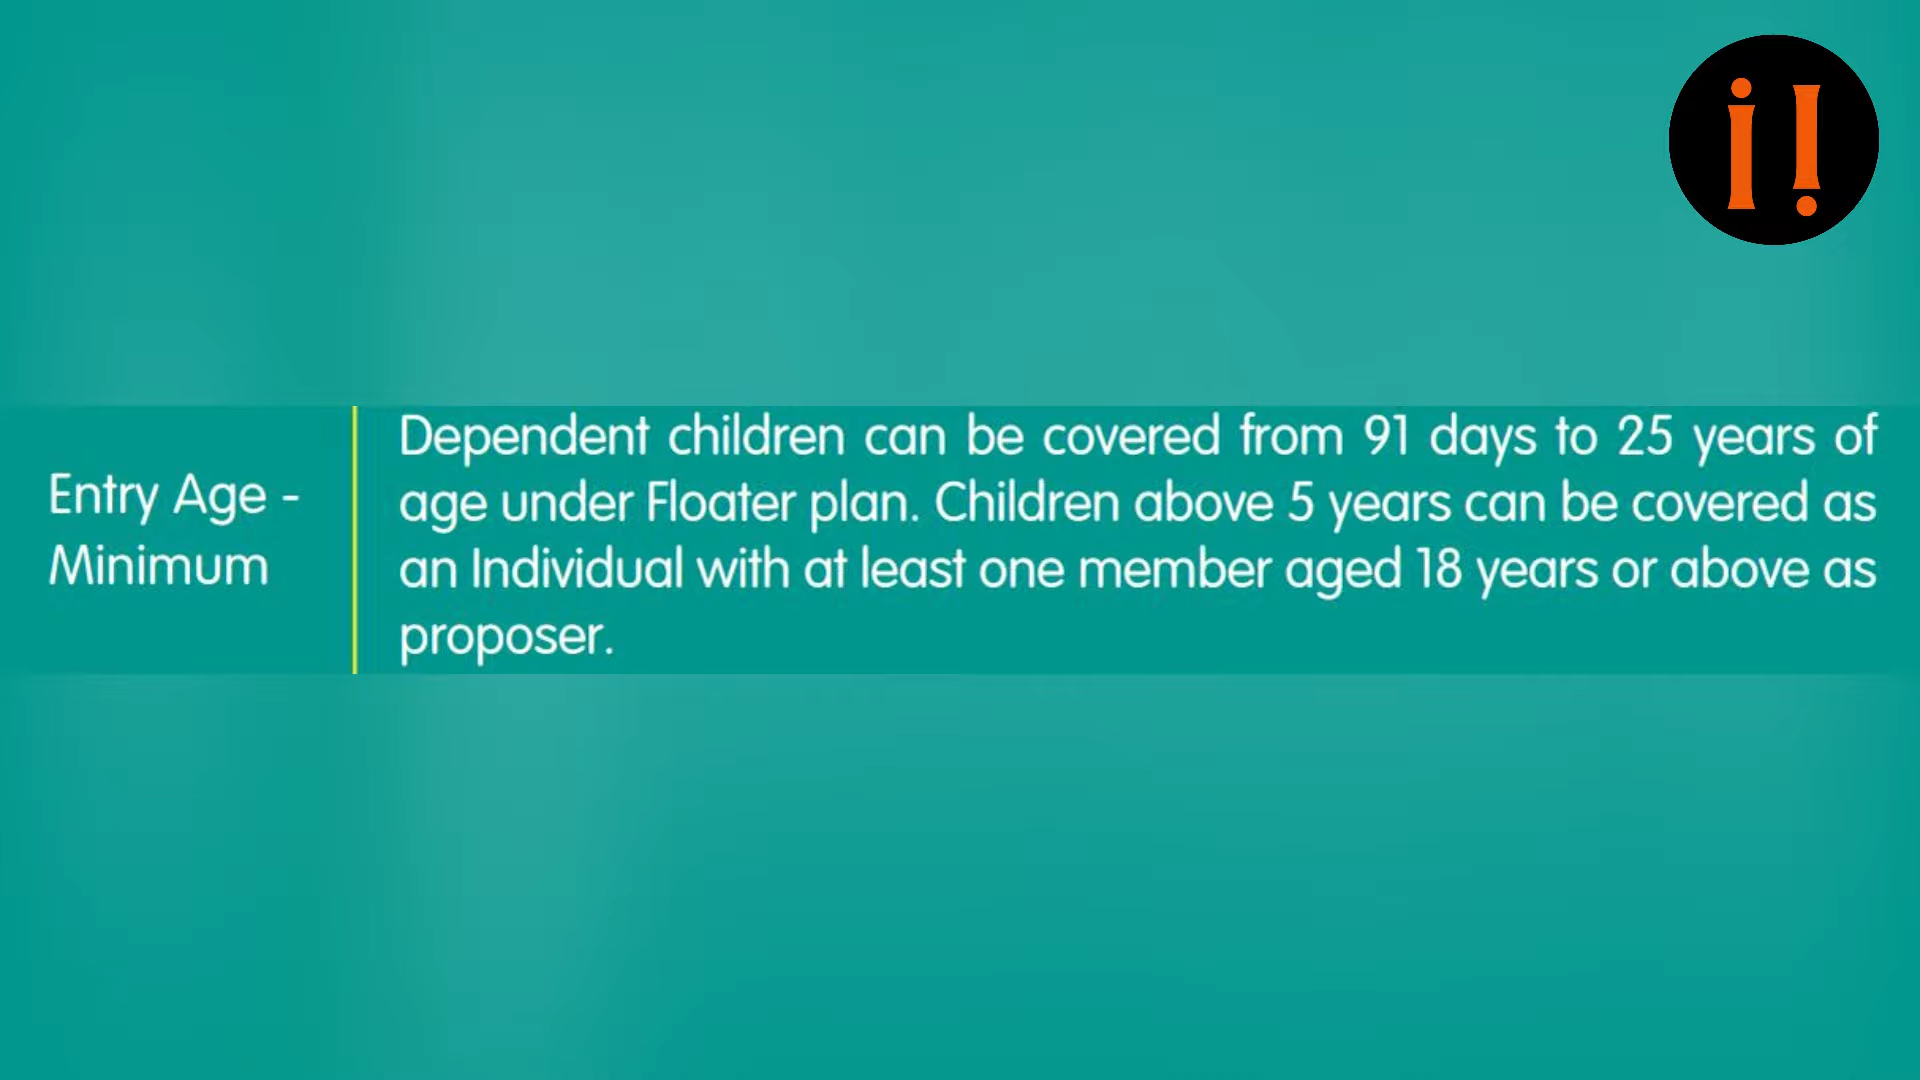 Entry Age -
Minimum
Dependent children can be covered from 91 days to 25 years of
age under Floater plan. Children above 5 years can be covered as
an Individual with at least one member aged 18 years or above as
proposer.
i!